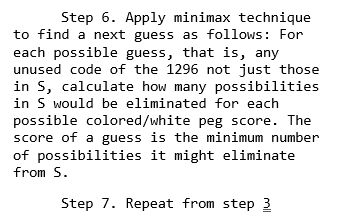 Step 6. Apply minimax technique
to find a next guess as follows: For
each possible guess, that is, any
unused code of the 1296 not just those
in S, calculate how many possibilities
in S would be eliminated for each
possible colored/white peg score. The
score of a guess is the minimum number
of possibilities it might eliminate
from S.
Step 7. Repeat from step 3